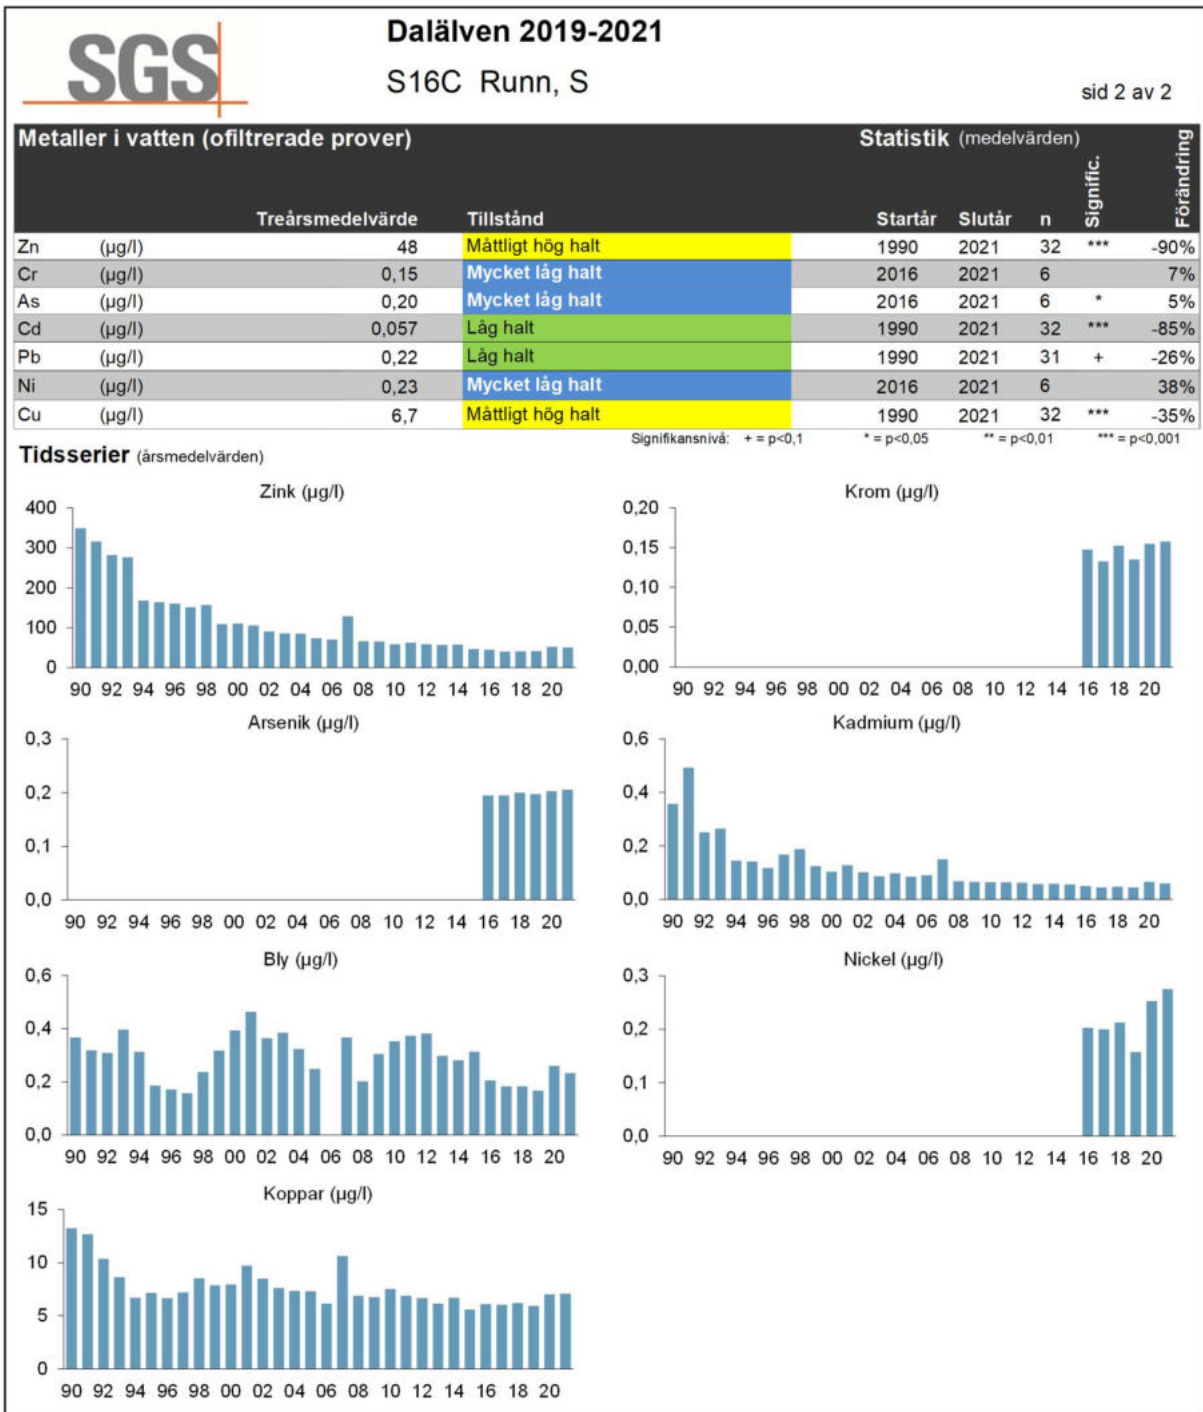 SGS
Dalälven 2019-2021
S16C Runn, S
sid 2 av 2
Metaller i vatten (ofiltrerade prover) Statistik (medelvärden)
Treårsmedelvärde Tillstånd Startår Slutår n Signific. Förändring
Zn (µg/l) 48 Måttligt hög halt 1990 2021 32 *** -90%
Cr (µg/l) 0,15 Mycket låg halt 2016 2021 6 7%
As (µg/l) 0,20 Mycket låg halt 2016 2021 6 * 5%
Cd (µg/l) 0,057 Låg halt 1990 2021 32 *** -85%
Pb (µg/l) 0,22 Låg halt 1990 2021 31 + -26%
Ni (µg/l) 0,23 Mycket låg halt 2016 2021 6 38%
Cu (µg/l) 6,7 Måttligt hög halt 1990 2021 32 *** -35%
Signifikansnivå: + = p<0,1 * = p<0,05 ** = p<0,01 *** = p<0,001
Tidsserier (årsmedelvärden)
Zink (µg/l)
400
300
200
100
0
90 92 94 96 98 00 02 04 06 08 10 12 14 16 18 20
Krom (µg/l)
0,20
0,15
0,10
0,05
0,00
90 92 94 96 98 00 02 04 06 08 10 12 14 16 18 20
Arsenik (µg/l)
0,3
0,2
0,1
0,0
90 92 94 96 98 00 02 04 06 08 10 12 14 16 18 20
Kadmium (µg/l)
0,6
0,4
0,2
0,0
90 92 94 96 98 00 02 04 06 08 10 12 14 16 18 20
Bly (µg/l)
0,6
0,4
0,2
0,0
90 92 94 96 98 00 02 04 06 08 10 12 14 16 18 20
Nickel (µg/l)
0,3
0,2
0,1
0,0
90 92 94 96 98 00 02 04 06 08 10 12 14 16 18 20
Koppar (µg/l)
15
10
5
0
90 92 94 96 98 00 02 04 06 08 10 12 14 16 18 20